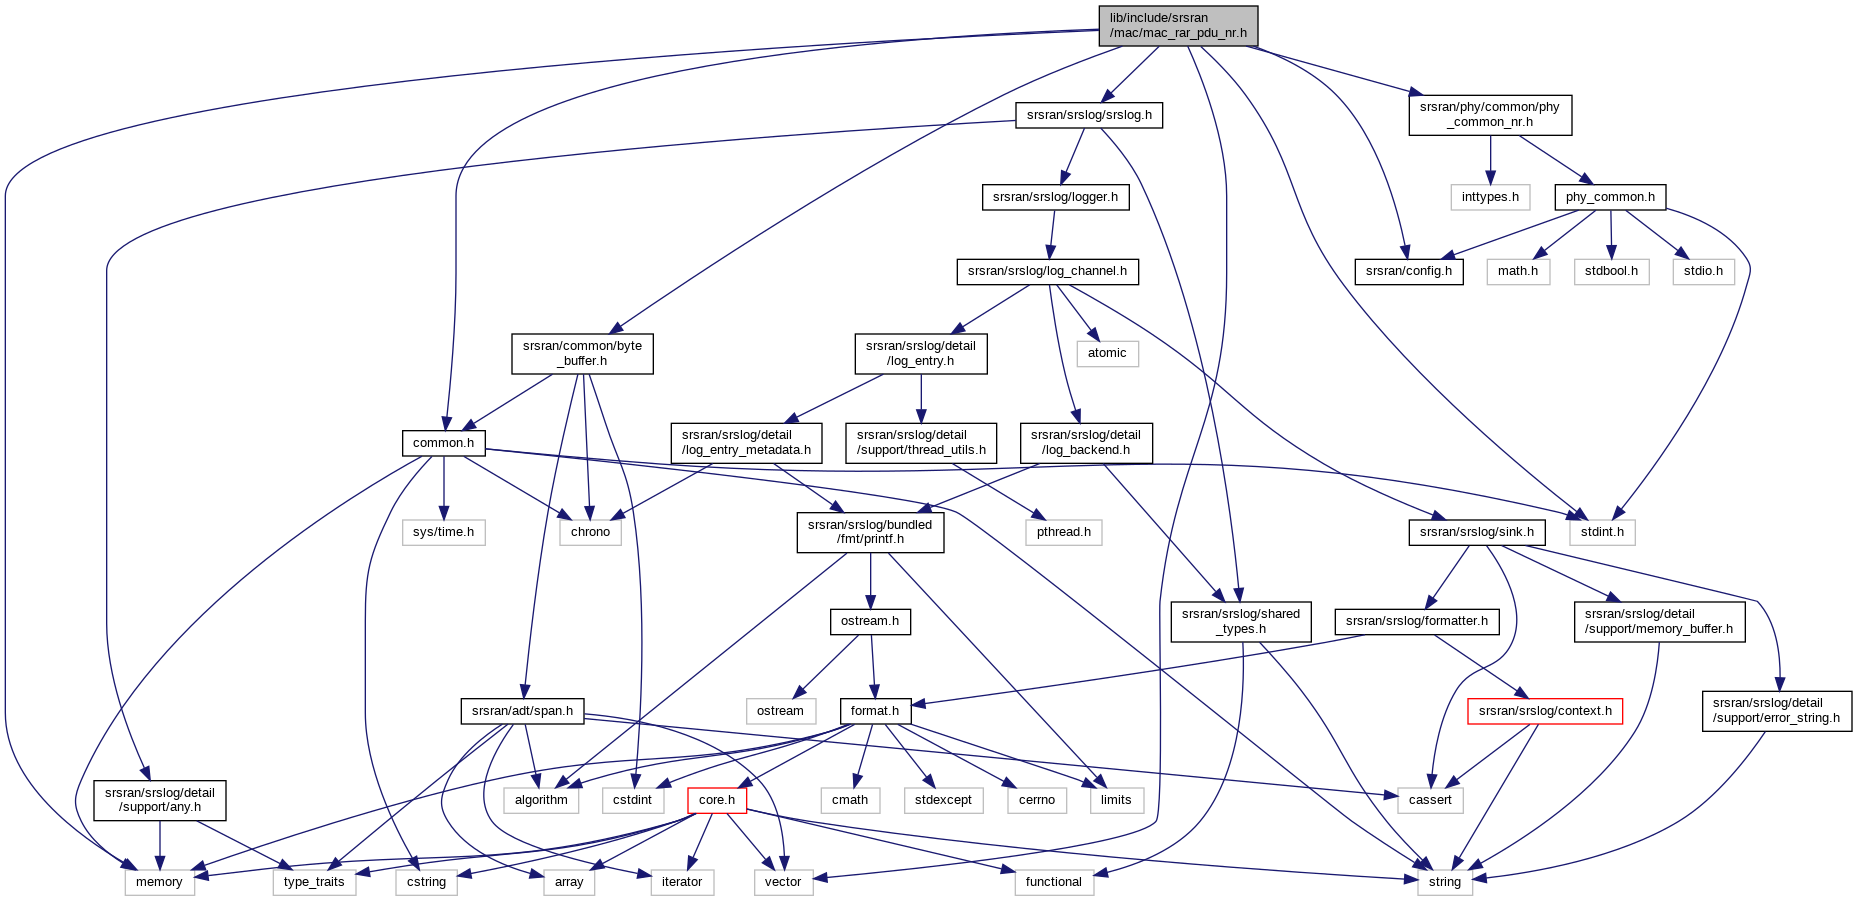 lib/include/srsran
/mac/mac_rar_pdu_nr.h
srsran/srslog/srslog.h
srsran/phy/common/phy
_common_nr.h
srsran/srslog/logger.h
inttypes.h
phy_common.h
srsran/srslog/log_channel.h
srsran/config.h
math.h
stdbool.h
stdio.h
srsran/common/byte
_buffer.h
srsran/srslog/detail
/log_entry.h
atomic
common.h
srsran/srslog/detail
/log_entry_metadata.h
srsran/srslog/detail
/support/thread_utils.h
srsran/srslog/detail
/log_backend.h
sys/time.h
chrono
srsran/srslog/bundled
/fmt/printf.h
pthread.h
srsran/srslog/sink.h
stdint.h
ostream.h
srsran/srslog/shared
_types.h
srsran/srslog/formatter.h
srsran/srslog/detail
/support/memory_buffer.h
srsran/adt/span.h
ostream
format.h
srsran/srslog/context.h
srsran/srslog/detail
/support/error_string.h
srsran/srslog/detail
/support/any.h
algorithm
cstdint
core.h
cmath
stdexcept
cerrno
limits
cassert
memory
type_traits
cstring
array
iterator
vector
functional
string